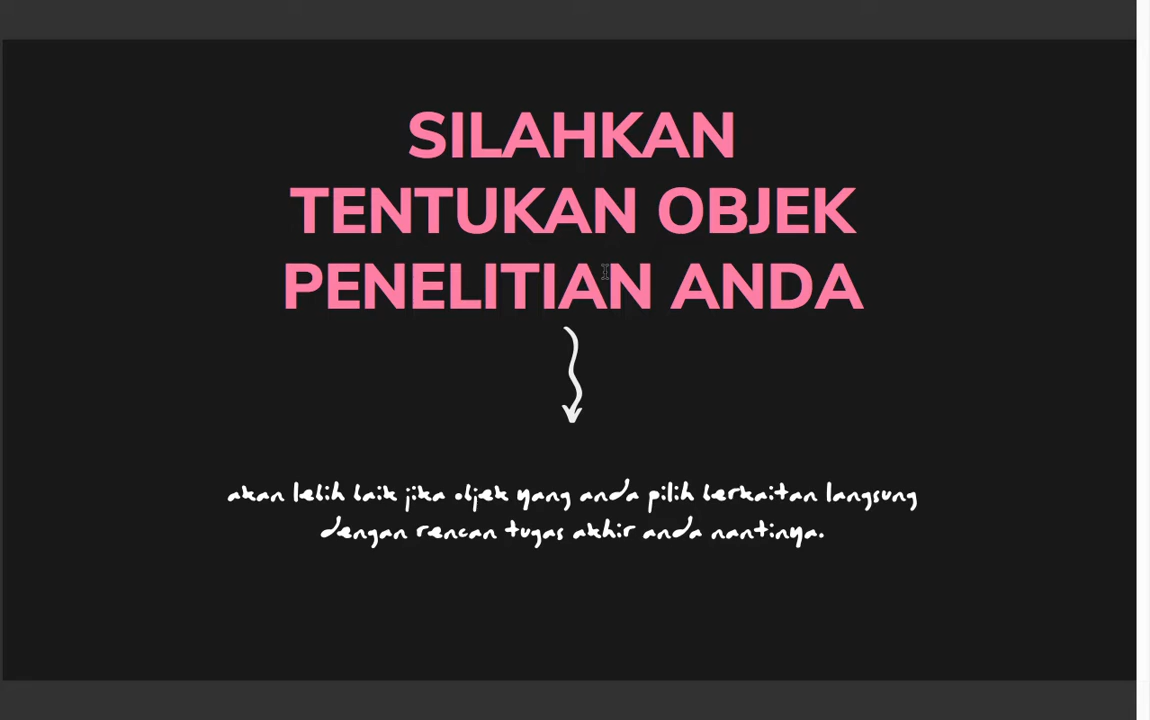 SILAHKAN
TENTUKAN OBJEK
PENELITIAN ANDA
akan lebih baik jika objek yang anda pilih berkaitan langsung
dengan rencan tugas akhir anda nantinya.